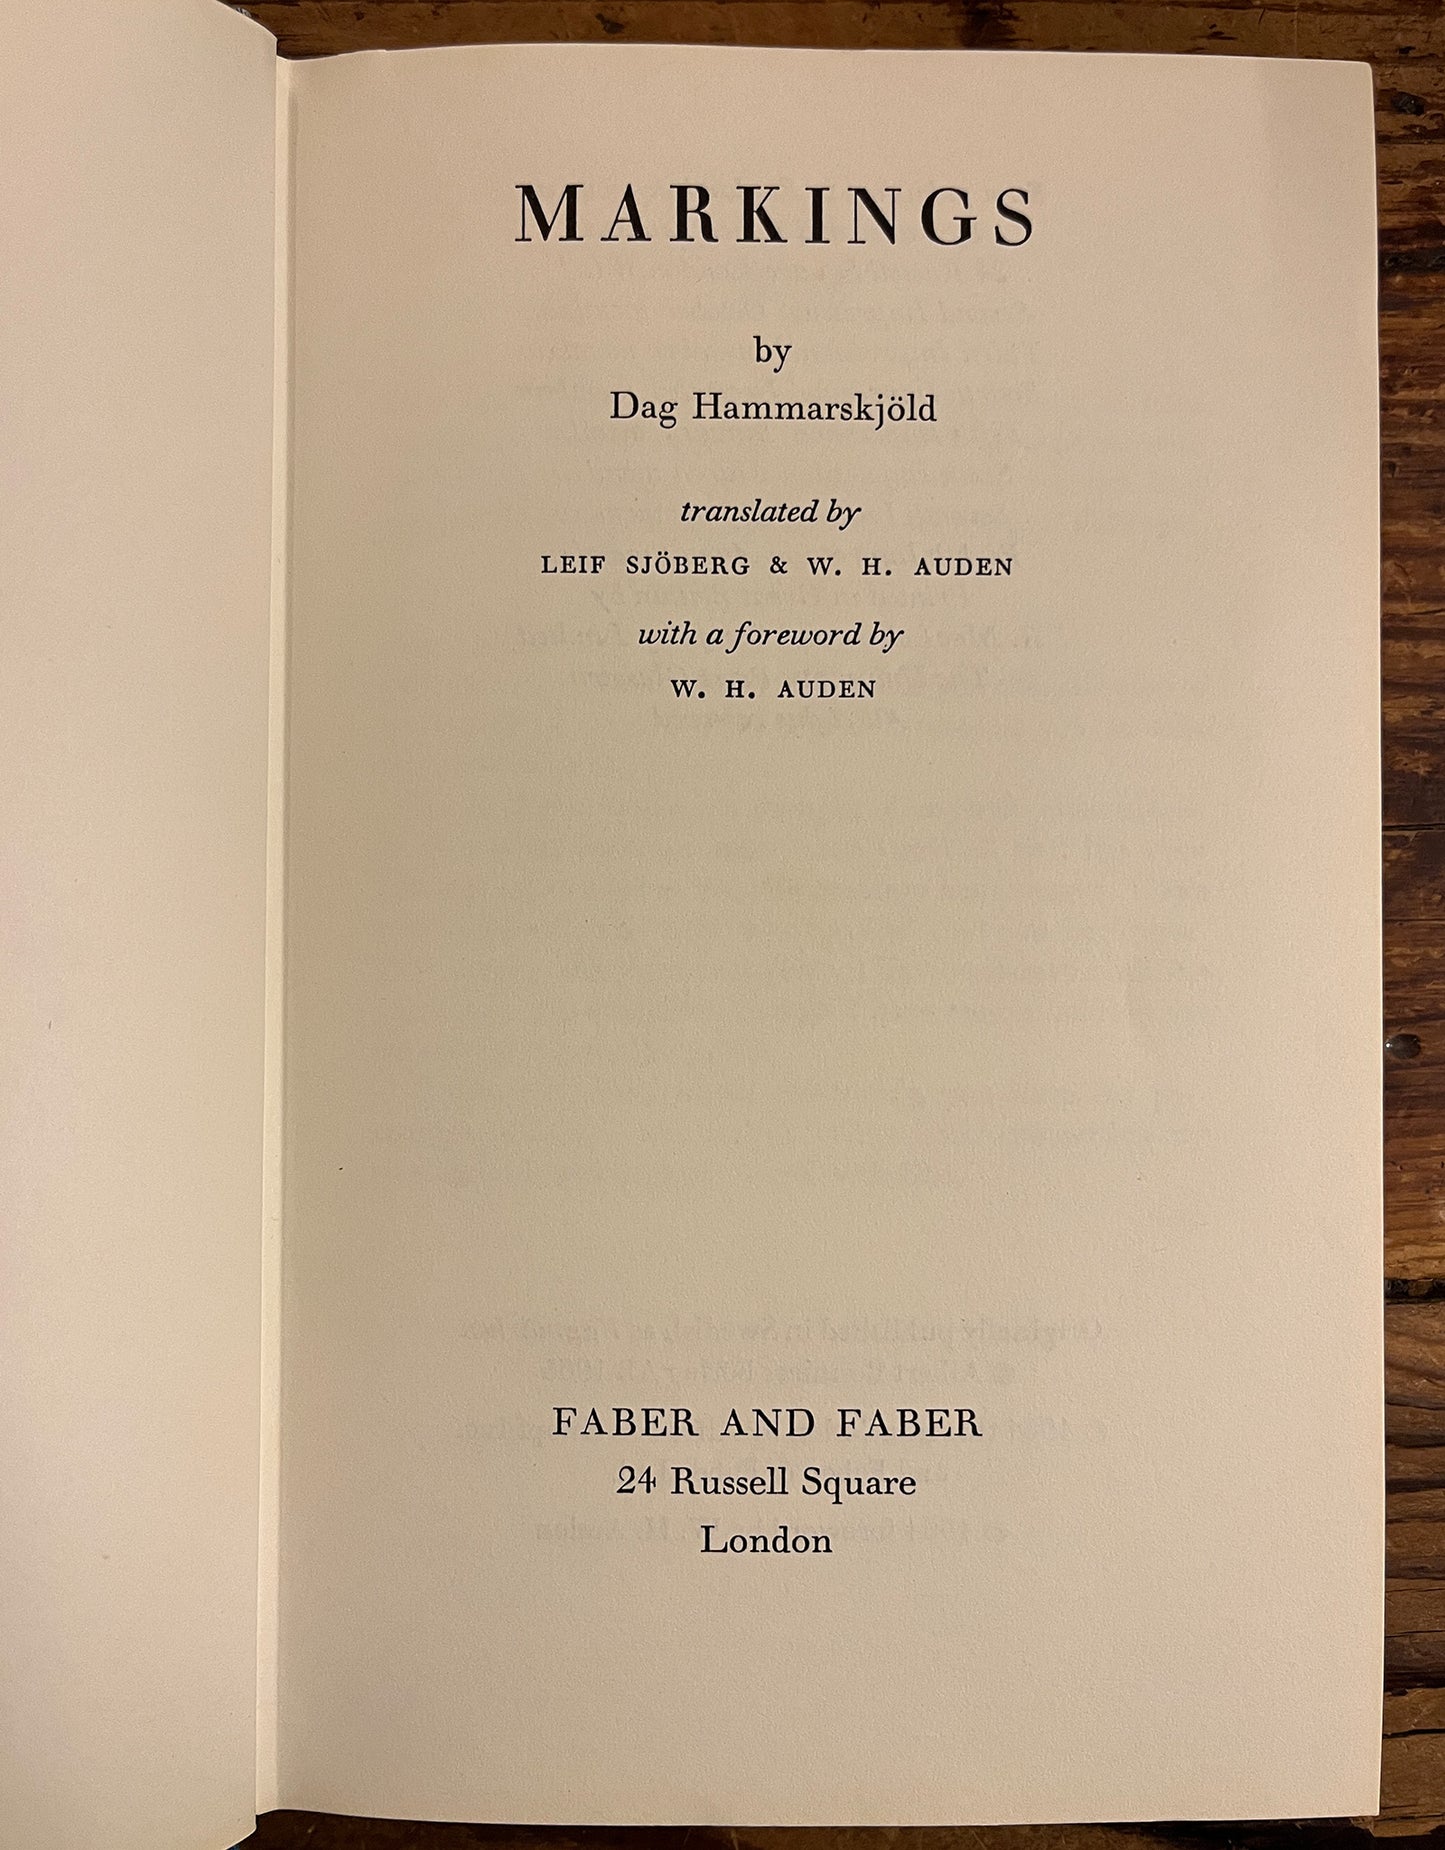 MARKINGS
by
Dag Hammarskjöld
translated by
LEIF SJÖBERG & W. H. AUDEN
with a foreword by
W. H. AUDEN
FABER AND FABER
24 Russell Square
London